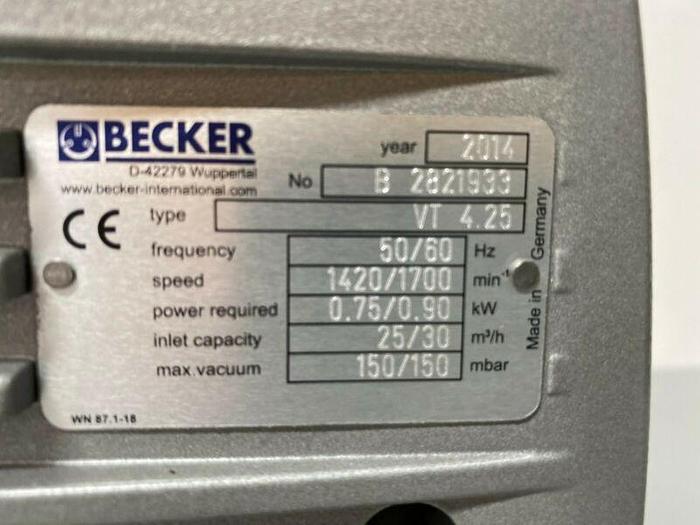 BECKER
D-42279 Wuppertal
www.becker-international.com
year 2014
No B 2821933
type VT 4.25
frequency 50/60 Hz
speed 1420/1700 min⁻¹
power required 0.75/0.90 kW
inlet capacity 25/30 m³/h
max.vacuum 150/150 mbar
CE
Made in Germany
WN 87.1-18